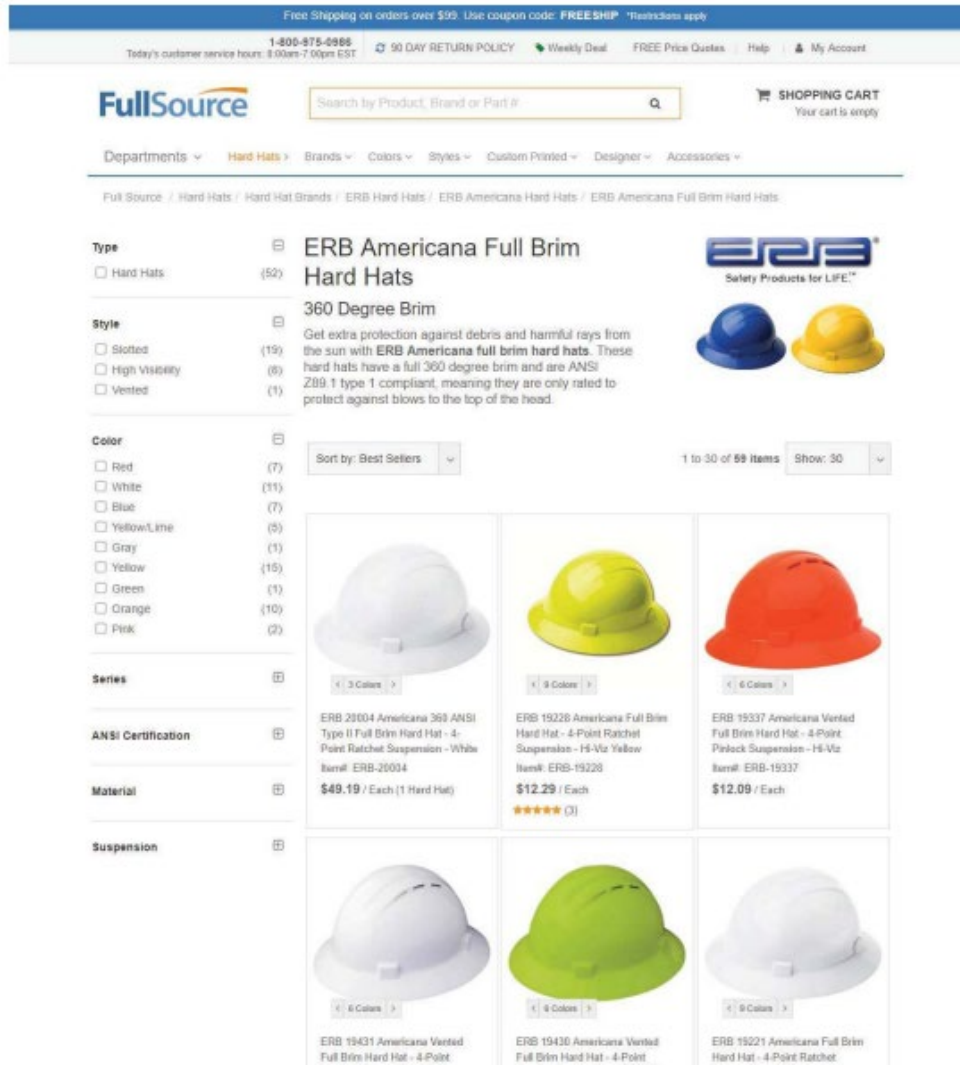 Free Shipping on orders over $99. Use coupon code: FREESHIP *Restrictions apply
1-800-975-0986
Today's customer service hours: 8:00am-7:00pm EST
90 DAY RETURN POLICY
Weekly Deal
FREE Price Quotes
Help
My Account
FullSource
Search by Product, Brand or Part #
SHOPPING CART
Your cart is empty
Departments
Hard Hats
Brands
Colors
Styles
Custom Printed
Designer
Accessories
Full Source / Hard Hats / Hard Hat Brands / ERB Hard Hats / ERB Americana Hard Hats / ERB Americana Full Brim Hard Hats
Type
Hard Hats (52)
Style
Slotted (19)
High Visibility (6)
Vented (1)
Color
Red (7)
White (11)
Blue (7)
Yellow/Lime (5)
Gray (1)
Yellow (15)
Green (1)
Orange (10)
Pink (2)
Series
ANSI Certification
Material
Suspension
ERB Americana Full Brim
Hard Hats
360 Degree Brim
Get extra protection against debris and harmful rays from
the sun with ERB Americana full brim hard hats. These
hard hats have a full 360 degree brim and are ANSI
Z89.1 type 1 compliant, meaning they are only rated to
protect against blows to the top of the head.
ERB®
Safety Products for LIFE.™
Sort by: Best Sellers
1 to 30 of 59 items
Show: 30
< 3 Colors >
ERB 20004 Americana 360 ANSI
Type II Full Brim Hard Hat - 4-
Point Ratchet Suspension - White
Item#: ERB-20004
$49.19 / Each (1 Hard Hat)
< 9 Colors >
ERB 19228 Americana Full Brim
Hard Hat - 4-Point Ratchet
Suspension - Hi-Viz Yellow
Item#: ERB-19228
$12.29 / Each
(3)
< 6 Colors >
ERB 19337 Americana Vented
Full Brim Hard Hat - 4-Point
Pinlock Suspension - Hi-Viz
Item#: ERB-19337
$12.09 / Each
< 6 Colors >
ERB 19431 Americana Vented
Full Brim Hard Hat - 4-Point
< 6 Colors >
ERB 19430 Americana Vented
Full Brim Hard Hat - 4-Point
< 9 Colors >
ERB 19221 Americana Full Brim
Hard Hat - 4-Point Ratchet